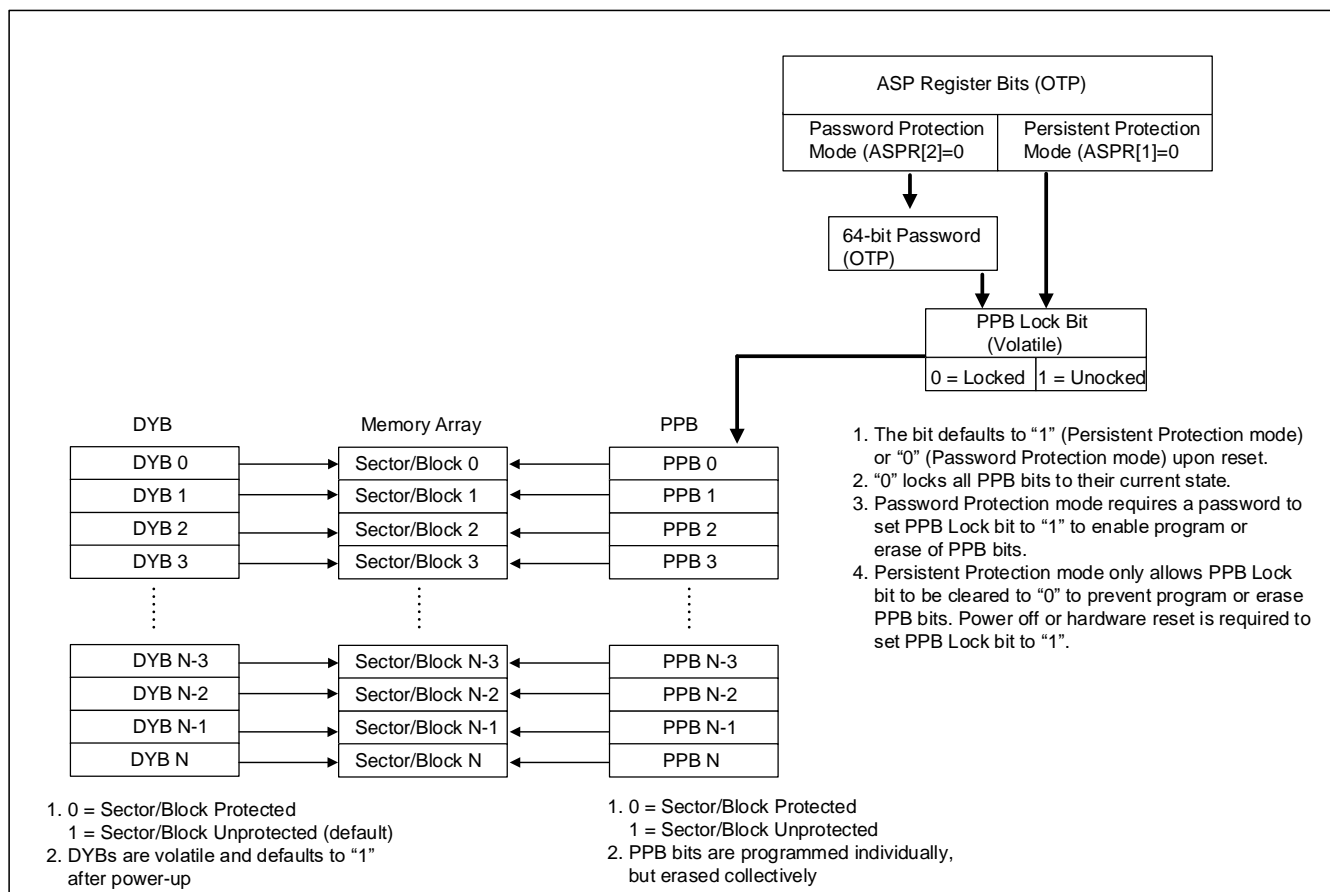 ASP Register Bits (OTP)
Password Protection
Mode (ASPR[2]=0
Persistent Protection
Mode (ASPR[1]=0
64-bit Password
(OTP)
PPB Lock Bit
(Volatile)
0 = Locked
1 = Unocked
1. The bit defaults to “1” (Persistent Protection mode)
or “0” (Password Protection mode) upon reset.
2. “0” locks all PPB bits to their current state.
3. Password Protection mode requires a password to
set PPB Lock bit to “1” to enable program or
erase of PPB bits.
4. Persistent Protection mode only allows PPB Lock
bit to be cleared to “0” to prevent program or erase
PPB bits. Power off or hardware reset is required to
set PPB Lock bit to “1”.
DYB
Memory Array
PPB
DYB 0
Sector/Block 0
PPB 0
DYB 1
Sector/Block 1
PPB 1
DYB 2
Sector/Block 2
PPB 2
DYB 3
Sector/Block 3
PPB 3
DYB N-3
Sector/Block N-3
PPB N-3
DYB N-2
Sector/Block N-2
PPB N-2
DYB N-1
Sector/Block N-1
PPB N-1
DYB N
Sector/Block N
PPB N
1. 0 = Sector/Block Protected
1 = Sector/Block Unprotected (default)
2. DYBs are volatile and defaults to “1”
after power-up
1. 0 = Sector/Block Protected
1 = Sector/Block Unprotected
2. PPB bits are programmed individually,
but erased collectively